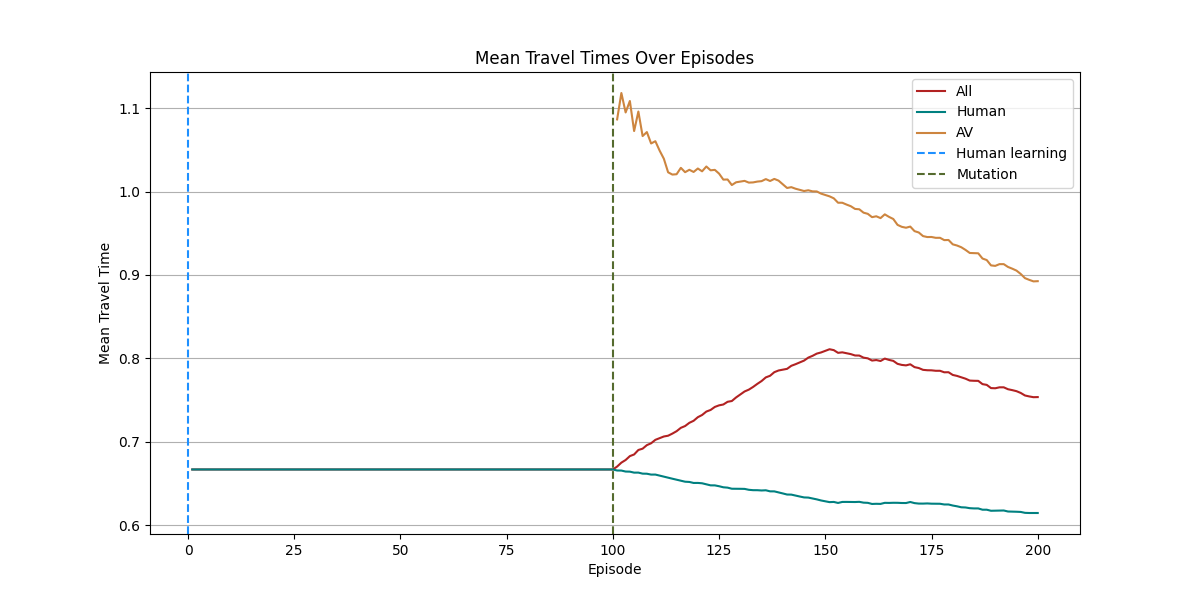 Mean Travel Times Over Episodes
Mean Travel Time
1.1
1.0
0.9
0.8
0.7
0.6
All
Human
AV
Human learning
Mutation
0 25 50 75 100 125 150 175 200
Episode